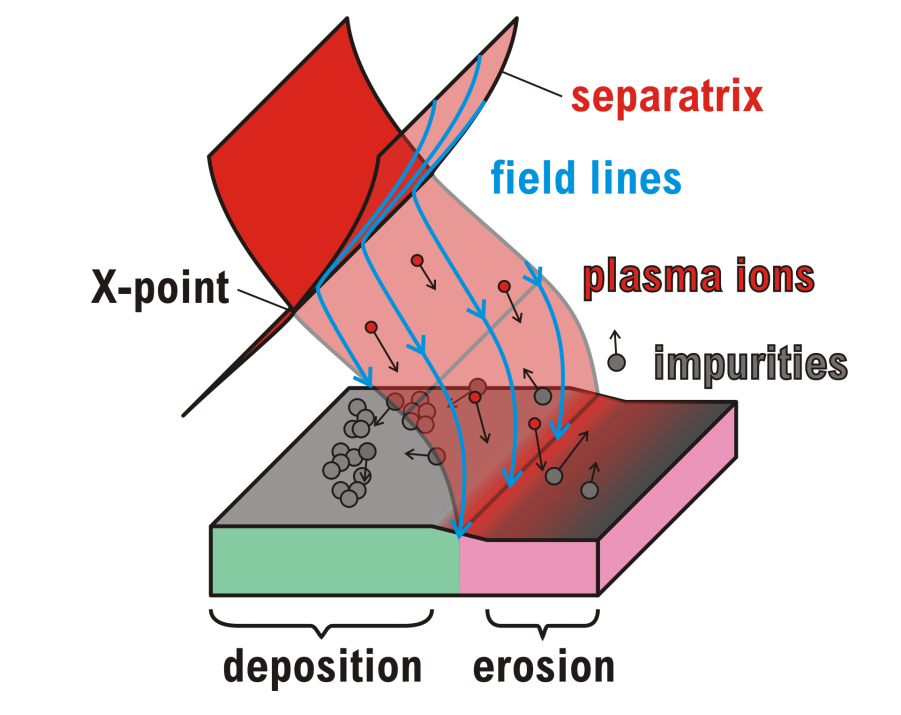 separatrix
field lines
X-point
plasma ions
impurities
deposition
erosion